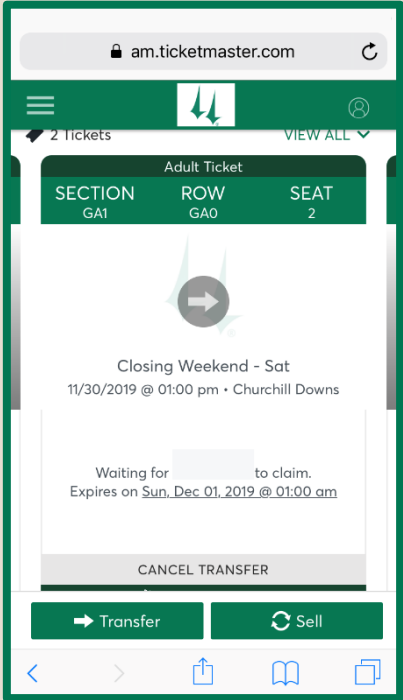 am.ticketmaster.com
2 Tickets
VIEW ALL
Adult Ticket
SECTION ROW SEAT
GA1 GA0 2
Closing Weekend - Sat
11/30/2019 @ 01:00 pm • Churchill Downs
Waiting for to claim.
Expires on Sun, Dec 01, 2019 @ 01:00 am
CANCEL TRANSFER
Transfer
Sell